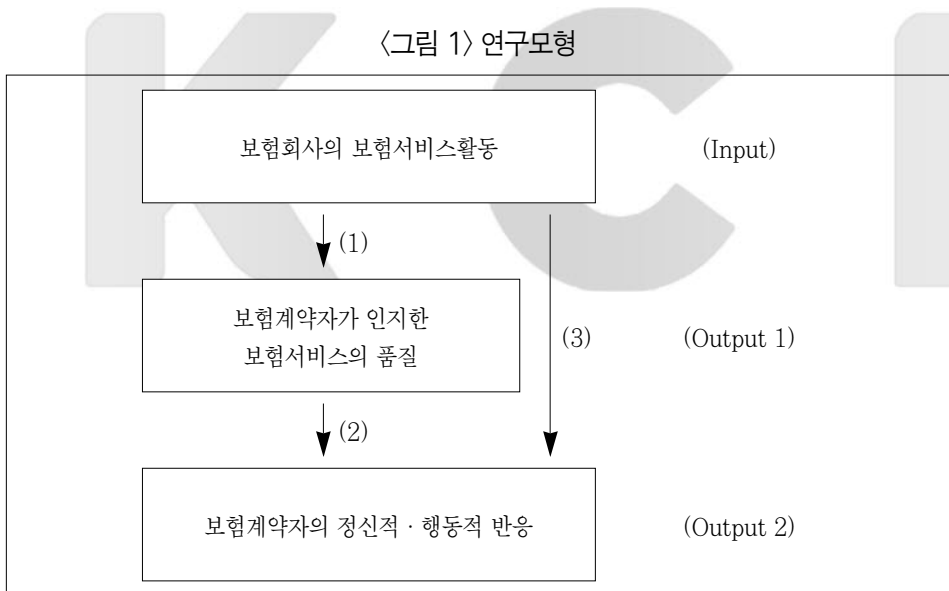 〈그림 1〉 연구모형
보험회사의 보험서비스활동
(Input)
(1)
보험계약자가 인지한
보험서비스의 품질
(3)
(Output 1)
(2)
보험계약자의 정신적 · 행동적 반응
(Output 2)
K C I